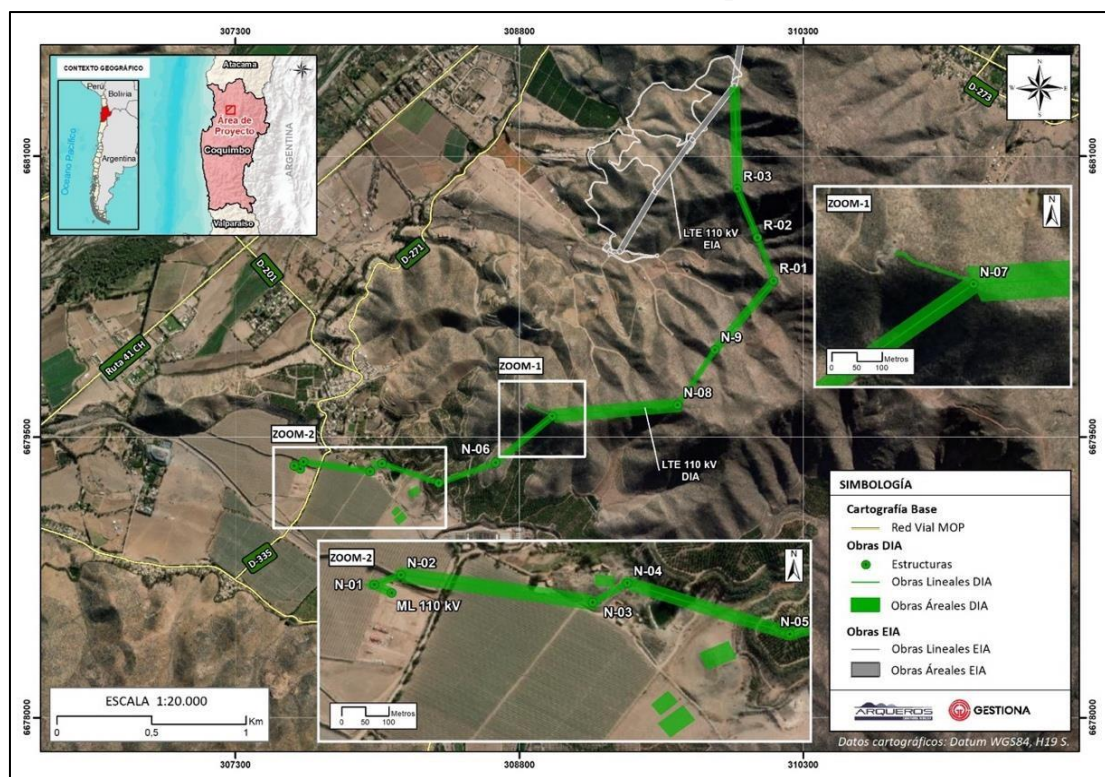 307300
308800
310300
CONTEXTO GEOGRÁFICO
Perú
Bolivia
Océano Pacífico
Argentina
Atacama
Área de
Proyecto
Coquimbo
ARGENTINA
Valparaíso
D-273
6681000
6681000
R-03
R-02
R-01
LTE 110 kV
EIA
ZOOM-1
N
N-07
0 50 100
Metros
D-271
D-201
Ruta 41 CH
N-9
ZOOM-1
N-08
6679500
6679500
ZOOM-2
N-06
LTE 110 kV
DIA
D-335
ZOOM-2
N
N-01
N-02
ML 110 kV
N-03
N-04
N-05
0 50 100
Metros
SIMBOLOGÍA
Cartografía Base
Red Vial MOP
Obras DIA
Estructuras
Obras Lineales DIA
Obras Áreales DIA
Obras EIA
Obras Lineales EIA
Obras Áreales EIA
ARQUEROS
GESTIONA
ESCALA 1:20.000
0 0,5 1
Km
6678000
6678000
Datos cartográficos: Datum WGS84, H19 S.
307300
308800
310300